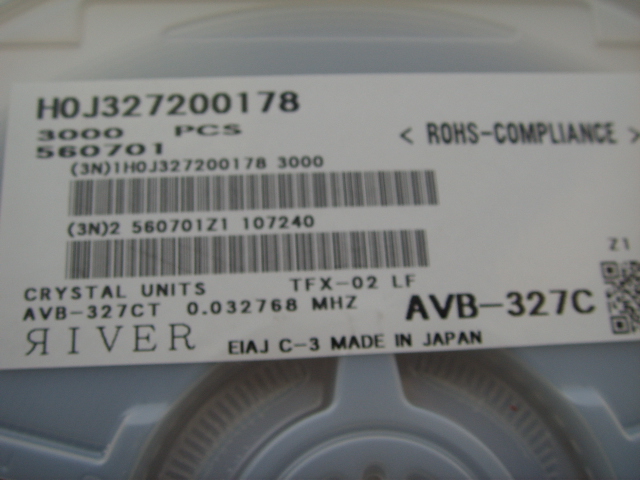 H0J327200178
3000 PCS
560701
< ROHS-COMPLIANCE >
(3N)1H0J327200178 3000
(3N)2 560701Z1 107240
Z1
CRYSTAL UNITS TFX-02 LF
AVB-327CT 0.032768 MHZ AVB-327C
ЯIVER EIAJ C-3 MADE IN JAPAN